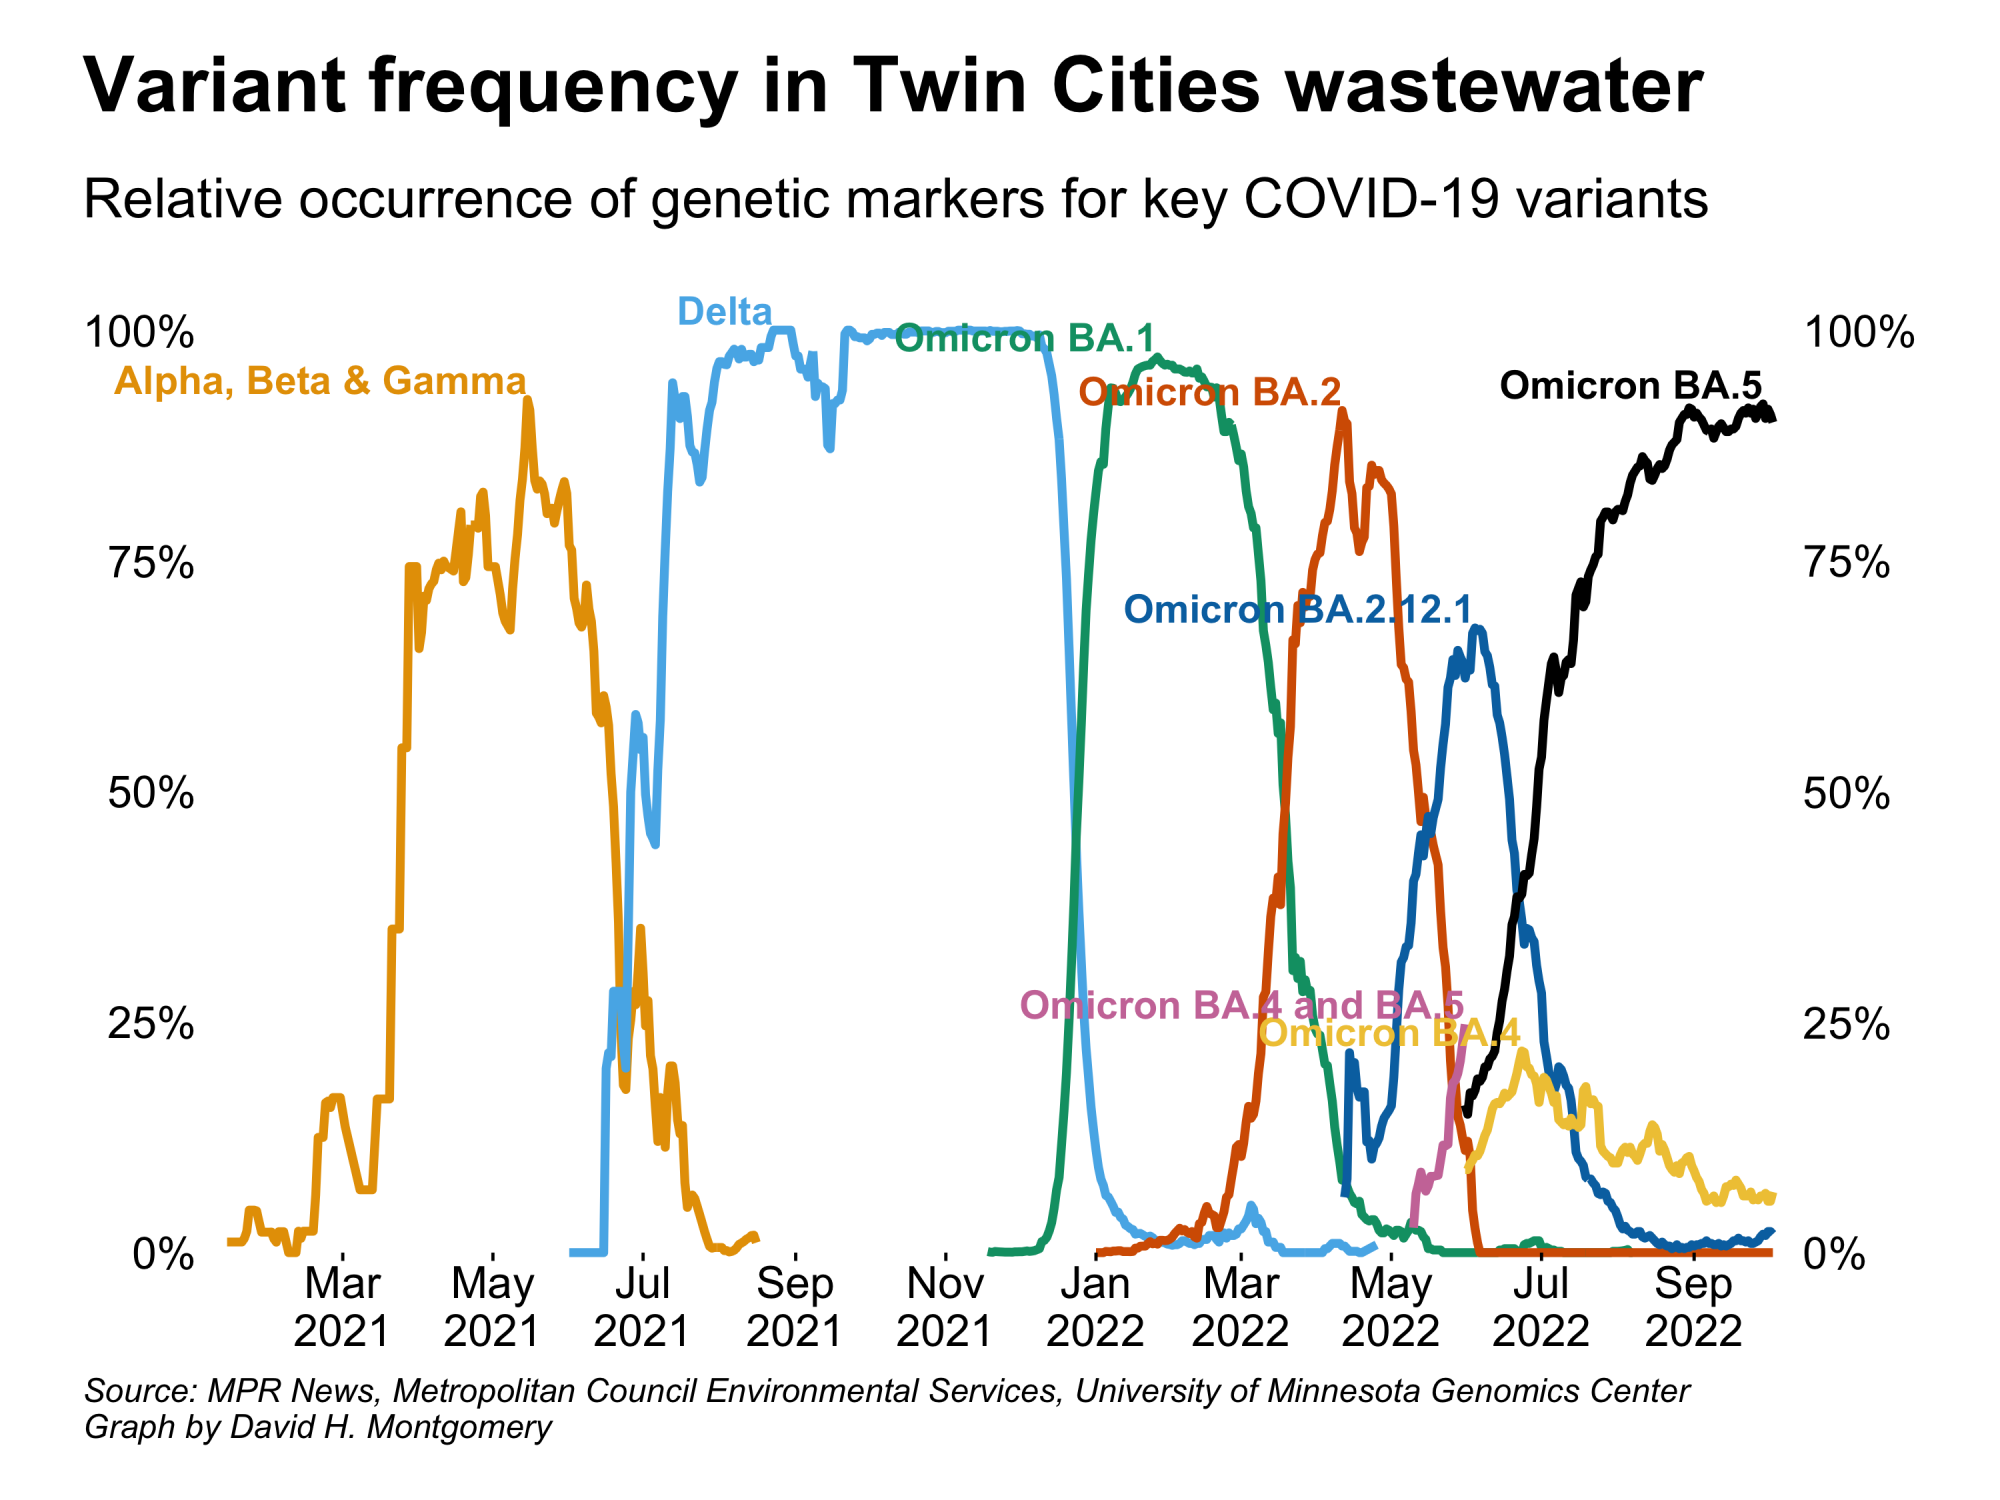 Variant frequency in Twin Cities wastewater
Relative occurrence of genetic markers for key COVID-19 variants
Delta
100%
100%
Omicron BA.1
Alpha, Beta & Gamma
Omicron BA.2
Omicron BA.5
75%
75%
Omicron BA.2.12.1
50%
50%
Omicron BA.4 and BA.5
25%
25%
Omicron BA.4
0%
0%
Mar May Jul Sep Nov Jan Mar May Jul Sep
2021 2021 2021 2021 2021 2022 2022 2022 2022 2022
Source: MPR News, Metropolitan Council Environmental Services, University of Minnesota Genomics Center
Graph by David H. Montgomery